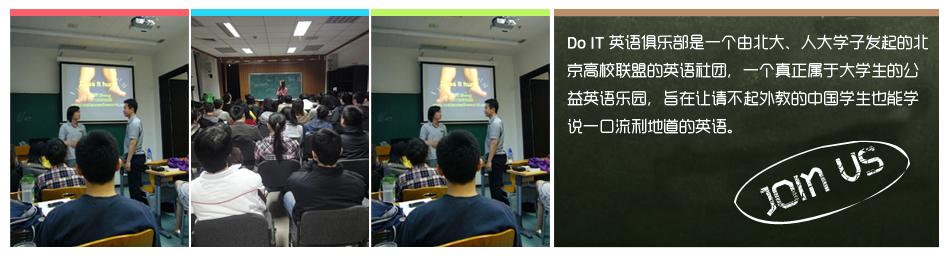 Do IT 英语俱乐部是一个由北大、人大学子发起的北
京高校联盟的英语社团，一个真正属于大学生的公
益英语乐园，旨在让请不起外教的中国学生也能学
说一口流利地道的英语。
JOIN US